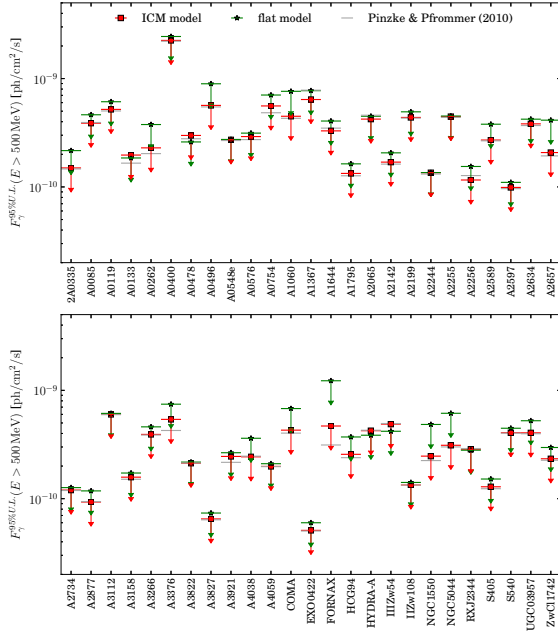 ICM model flat model Pinzke & Pfrommer (2010)
F_γ^{95%U.L.}(E > 500 MeV) [ph/cm²/s]
10⁻⁹
10⁻¹⁰
2A0335 A0085 A0119 A0133 A0262 A0400 A0478 A0496 A0548e A0576 A0754 A1060 A1367 A1644 A1795 A2065 A2142 A2199 A2244 A2255 A2256 A2589 A2597 A2634 A2657
F_γ^{95%U.L.}(E > 500 MeV) [ph/cm²/s]
10⁻⁹
10⁻¹⁰
A2734 A2877 A3112 A3158 A3266 A3376 A3822 A3827 A3921 A4038 A4059 COMA EXO0422 FORNAX HCG94 HYDRA-A IIIZw54 IIZw108 NGC1550 NGC5044 RXJ2344 S405 S540 UGC03957 ZwCl1742